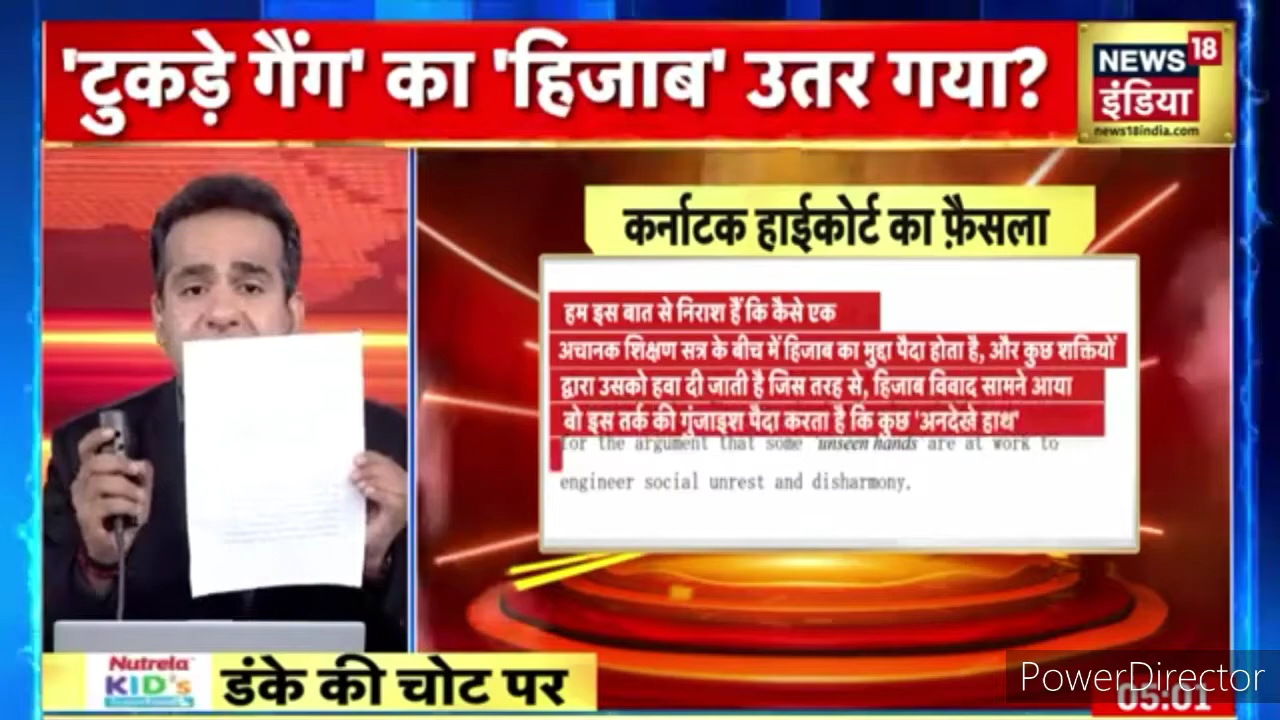 'टुकड़े गैंग' का 'हिजाब' उतर गया?
NEWS 18
इंडिया
news18india.com
कर्नाटक हाईकोर्ट का फ़ैसला
हम इस बात से निराश हैं कि कैसे एक
अचानक शिक्षण सत्र के बीच में हिजाब का मुद्दा पैदा होता है, और कुछ शक्तियों
द्वारा उसको हवा दी जाती है जिस तरह से, हिजाब विवाद सामने आया
वो इस तर्क की गुंजाइश पैदा करता है कि कुछ 'अनदेखे हाथ'
for the argument that some 'unseen hands' are at work to
engineer social unrest and disharmony.
Nutrela
KID's
डंके की चोट पर
PowerDirector
05:01